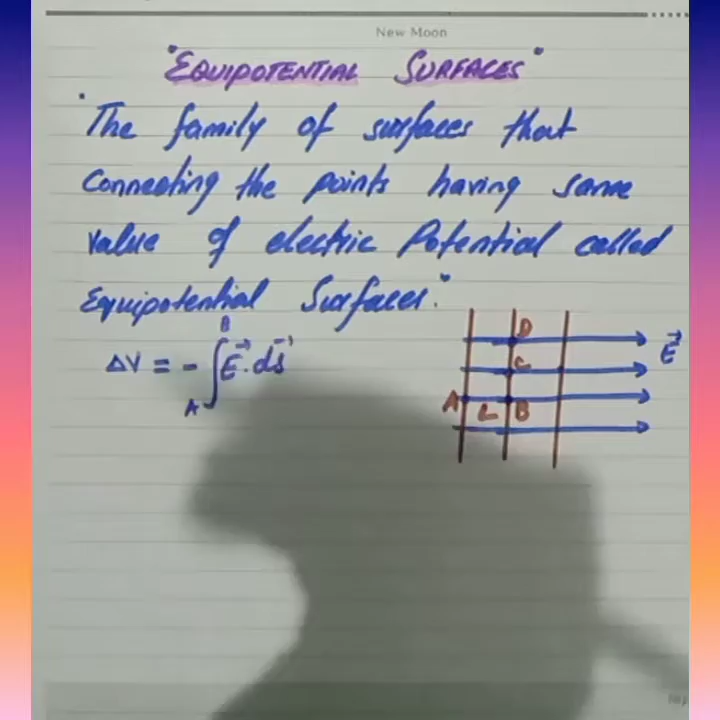 New Moon
"EQUIPOTENTIAL SURFACES"
"The family of surfaces that
Connecting the points having same
value of electric Potential called
Equipotential Surfaces."
ΔV = - ∫_A^B E⃗ . ds⃗
D
E⃗
C
A L B